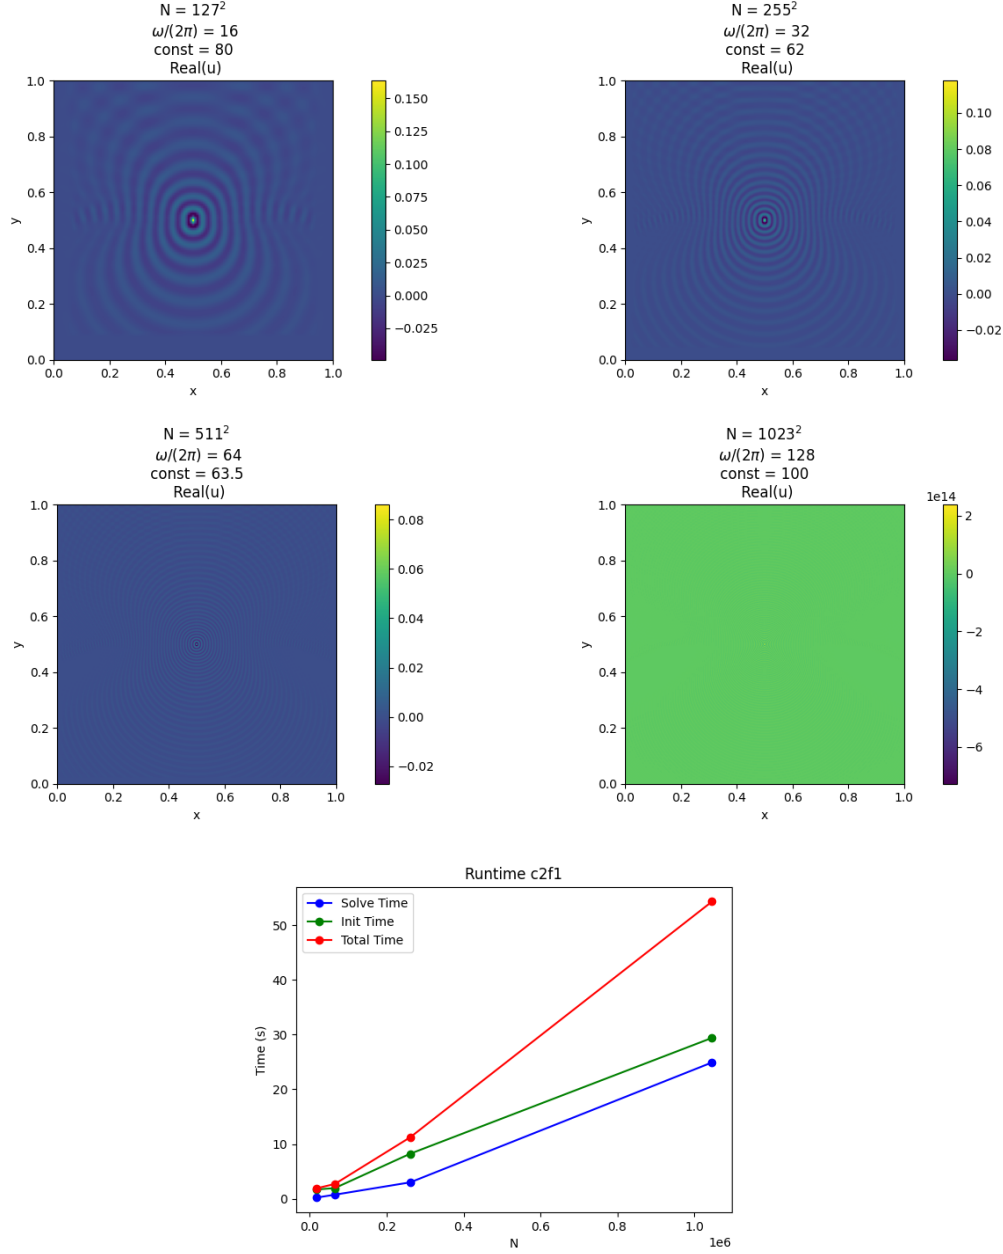 N = 127²
ω/(2π) = 16
const = 80
Real(u)
1.0
0.8
0.6
0.4
0.2
0.0
y
0.0 0.2 0.4 0.6 0.8 1.0
x
0.150
0.125
0.100
0.075
0.050
0.025
0.000
−0.025
N = 255²
ω/(2π) = 32
const = 62
Real(u)
1.0
0.8
0.6
0.4
0.2
0.0
y
0.0 0.2 0.4 0.6 0.8 1.0
x
0.10
0.08
0.06
0.04
0.02
0.00
−0.02
N = 511²
ω/(2π) = 64
const = 63.5
Real(u)
1.0
0.8
0.6
0.4
0.2
0.0
y
0.0 0.2 0.4 0.6 0.8 1.0
x
0.08
0.06
0.04
0.02
0.00
−0.02
N = 1023²
ω/(2π) = 128
const = 100
Real(u)
1.0
0.8
0.6
0.4
0.2
0.0
y
0.0 0.2 0.4 0.6 0.8 1.0
x
1e14
2
0
−2
−4
−6
Runtime c2f1
Solve Time
Init Time
Total Time
50
40
30
20
10
0
Time (s)
0.0 0.2 0.4 0.6 0.8 1.0
1e6
N